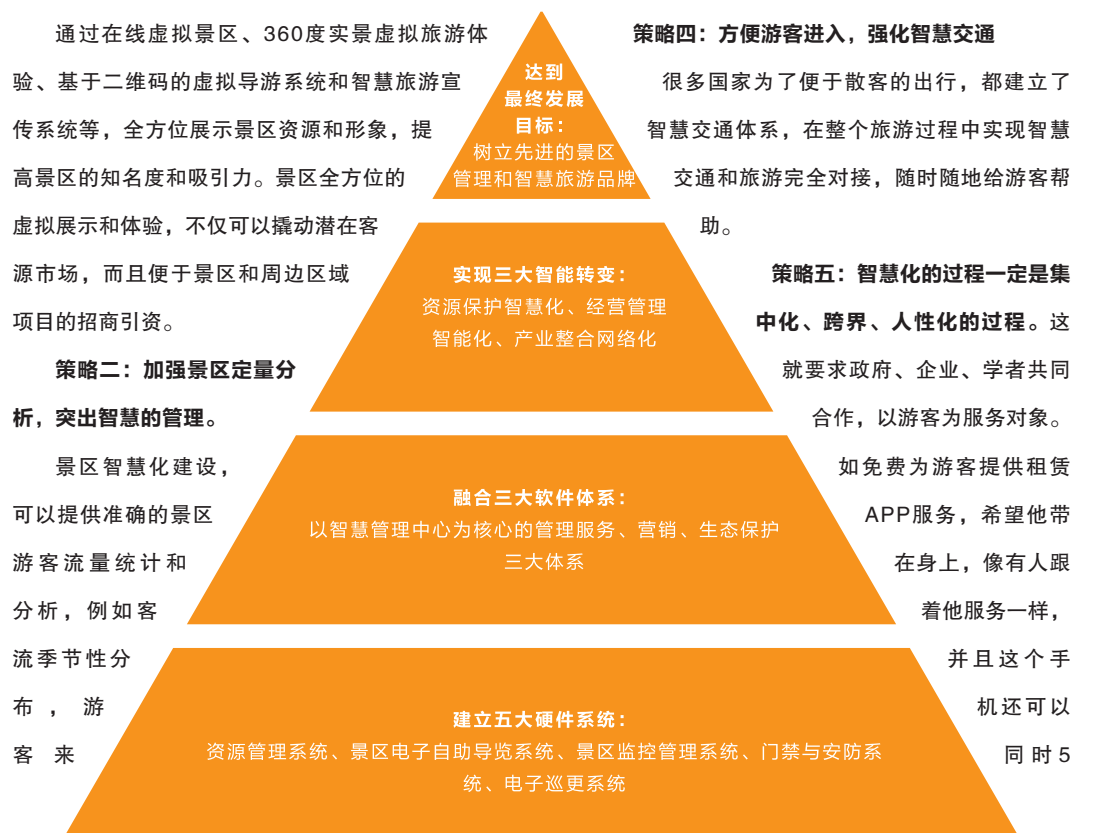 通过在线虚拟景区、360度实景虚拟旅游体
验、基于二维码的虚拟导游系统和智慧旅游宣
传系统等，全方位展示景区资源和形象，提
高景区的知名度和吸引力。景区全方位的
虚拟展示和体验，不仅可以撬动潜在客
源市场，而且便于景区和周边区域
项目的招商引资。
策略二：加强景区定量分
析，突出智慧的管理。
景区智慧化建设，
可以提供准确的景区
游客流量统计和
分析，例如客
流季节性分
布，游
客来
达到
最终发展
目标：
树立先进的景区
管理和智慧旅游品牌
实现三大智能转变：
资源保护智慧化、经营管理
智能化、产业整合网络化
融合三大软件体系：
以智慧管理中心为核心的管理服务、营销、生态保护
三大体系
建立五大硬件系统：
资源管理系统、景区电子自助导览系统、景区监控管理系统、门禁与安防系
统、电子巡更系统
策略四：方便游客进入，强化智慧交通
很多国家为了便于散客的出行，都建立了
智慧交通体系，在整个旅游过程中实现智慧
交通和旅游完全对接，随时随地给游客帮
助。
策略五：智慧化的过程一定是集
中化、跨界、人性化的过程。这
就要求政府、企业、学者共同
合作，以游客为服务对象。
如免费为游客提供租赁
APP服务，希望他带
在身上，像有人跟
着他服务一样，
并且这个手
机还可以
同时5